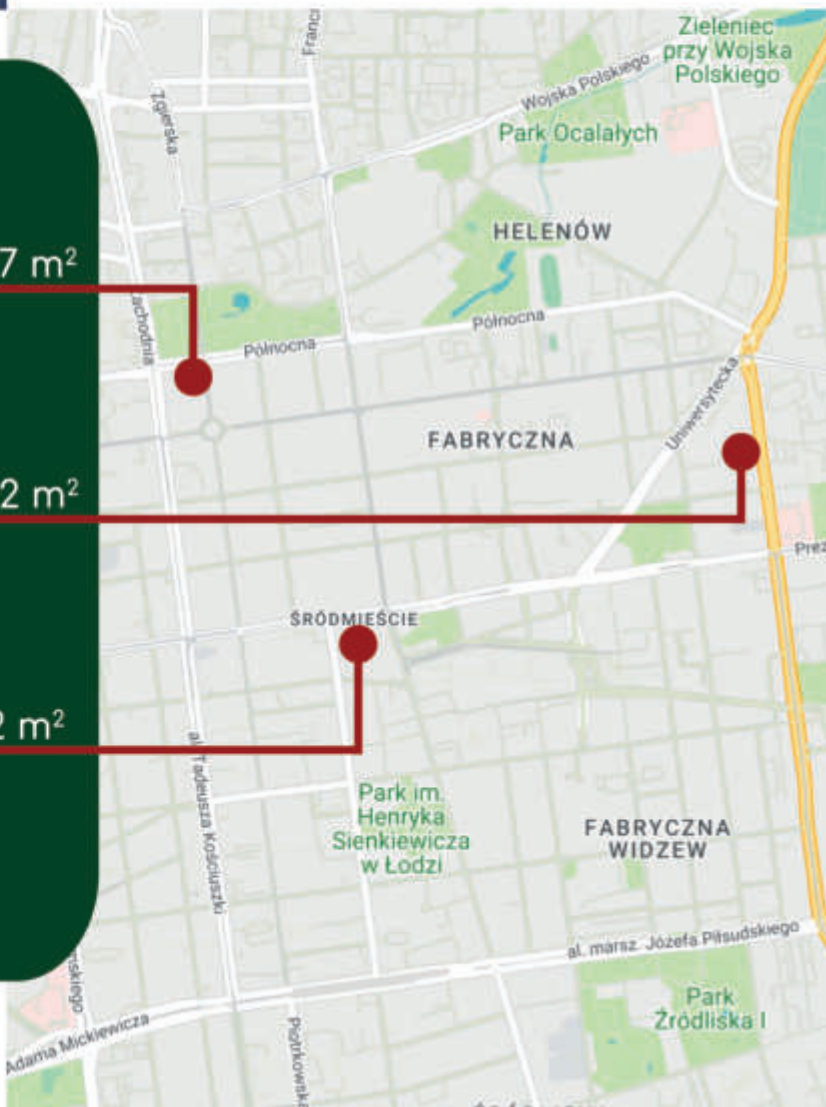 Zieleniec
przy Wojska
Polskiego
Franci
Zgierska
Wojska Polskiego
Park Ocalałych
HELENÓW
7 m²
Zachodnia
Północna
Północna
Uniwersytecka
FABRYCZNA
2 m²
Prez
ŚRÓDMIEŚCIE
2 m²
al. Tadeusza Kościuszki
Park im.
Henryka
Sienkiewicza
w Łodzi
FABRYCZNA
WIDZEW
al. marsz. Józefa Piłsudskiego
Park
Źródliska I
Adama Mickiewicza
Piotrkowska